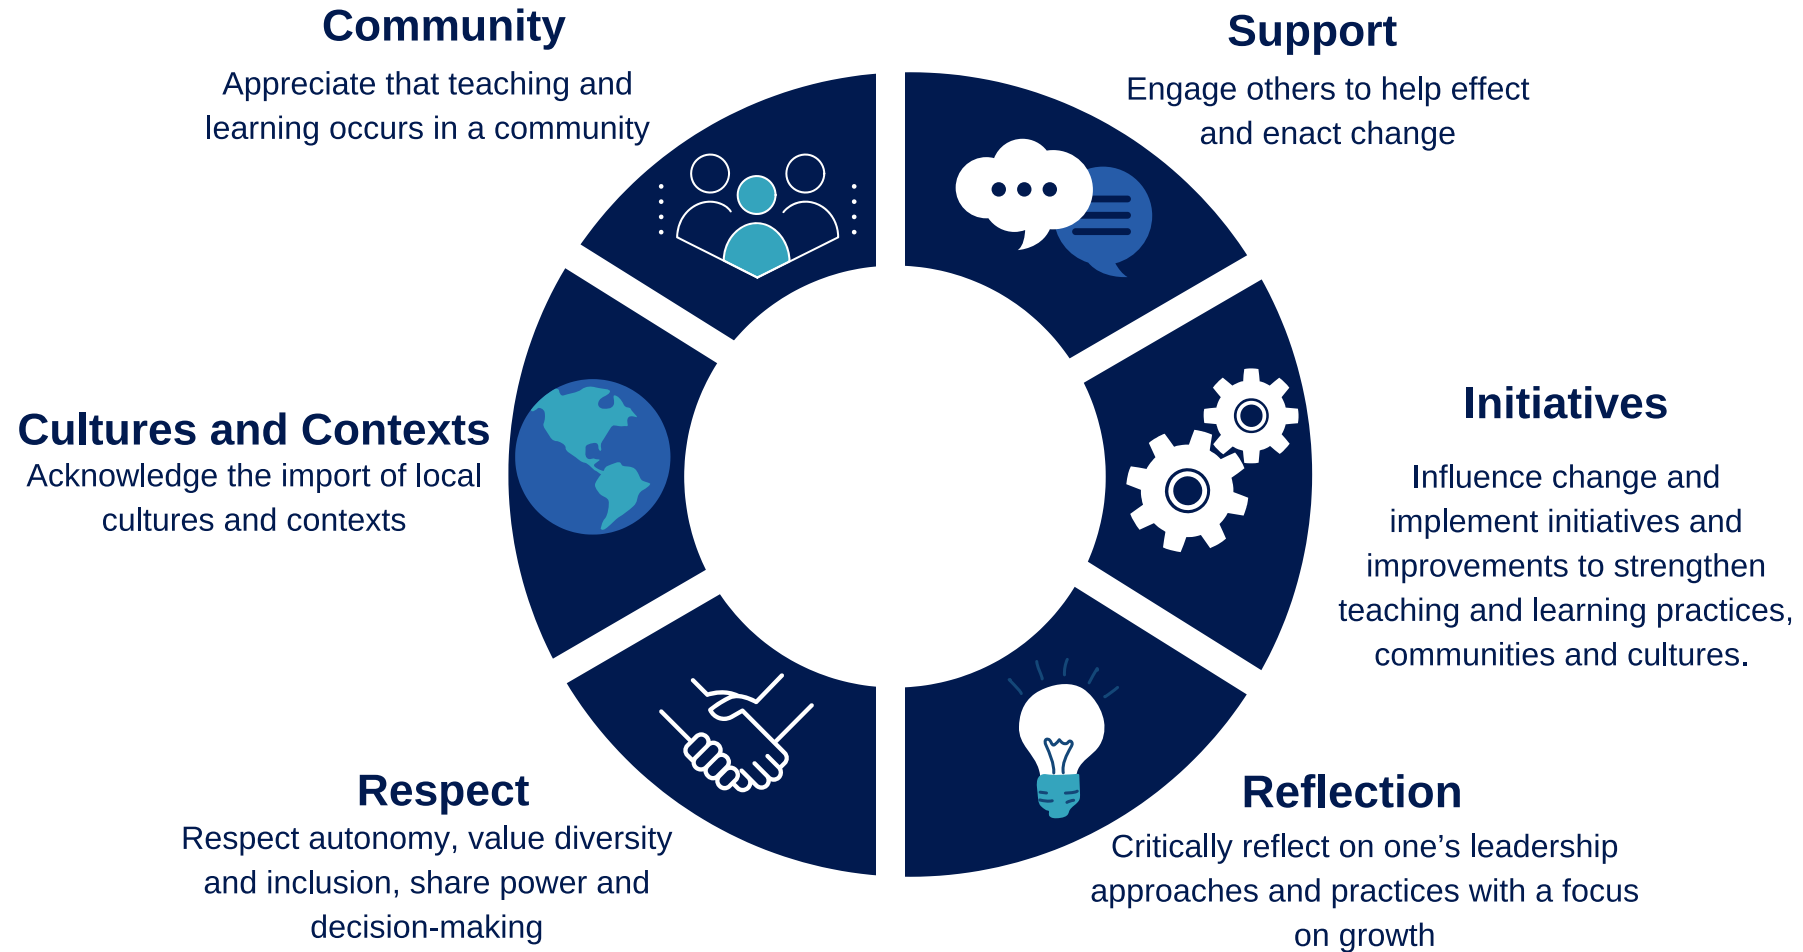 Community
Appreciate that teaching and
learning occurs in a community
Support
Engage others to help effect
and enact change
Cultures and Contexts
Acknowledge the import of local
cultures and contexts
Initiatives
Influence change and
implement initiatives and
improvements to strengthen
teaching and learning practices,
communities and cultures.
Respect
Respect autonomy, value diversity
and inclusion, share power and
decision-making
Reflection
Critically reflect on one’s leadership
approaches and practices with a focus
on growth